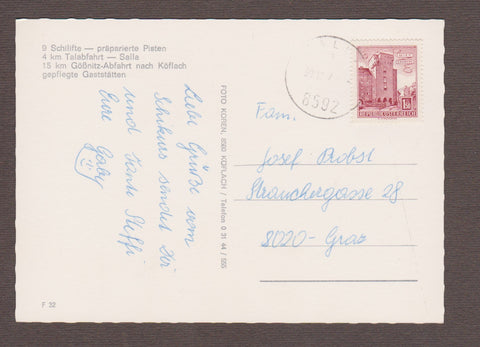 9 Schilifte — präparierte Pisten
4 km Talabfahrt — Salla
15 km Gößnitz-Abfahrt nach Köflach
gepflegte Gaststätten
Liebe Grüße vom
Schikurs sendet Dir
und Tante Steffi
Eure Gaby
FOTO KOREN, 8580 KÖFLACH / Telefon 0 31 44 / 555
8592
REPUBLIK ÖSTERREICH
Fam.
Josef Probst
Strauchergasse 28
8020-Graz
F 32